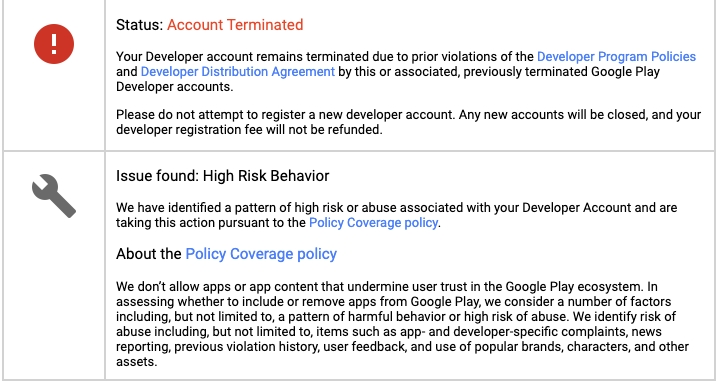 Status: Account Terminated
Your Developer account remains terminated due to prior violations of the Developer Program Policies
and Developer Distribution Agreement by this or associated, previously terminated Google Play
Developer accounts.
Please do not attempt to register a new developer account. Any new accounts will be closed, and your
developer registration fee will not be refunded.
Issue found: High Risk Behavior
We have identified a pattern of high risk or abuse associated with your Developer Account and are
taking this action pursuant to the Policy Coverage policy.
About the Policy Coverage policy
We don’t allow apps or app content that undermine user trust in the Google Play ecosystem. In
assessing whether to include or remove apps from Google Play, we consider a number of factors
including, but not limited to, a pattern of harmful behavior or high risk of abuse. We identify risk of
abuse including, but not limited to, items such as app- and developer-specific complaints, news
reporting, previous violation history, user feedback, and use of popular brands, characters, and other
assets.